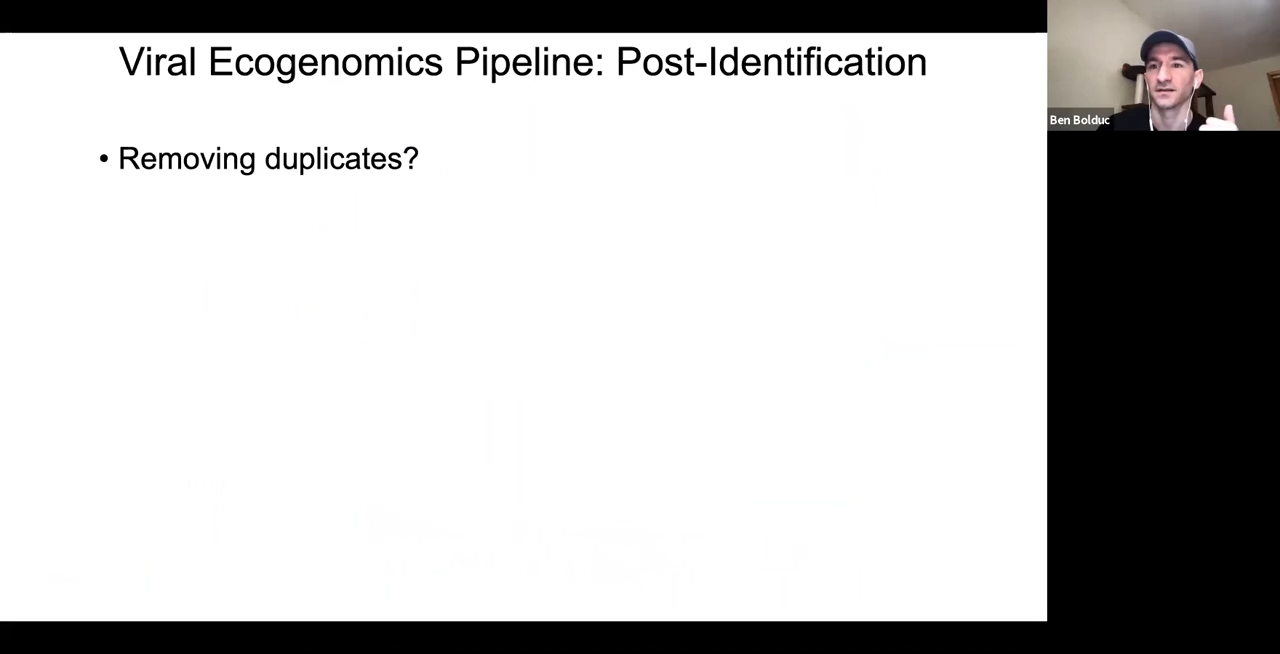 Viral Ecogenomics Pipeline: Post-Identification
• Removing duplicates?
Ben Bolduc